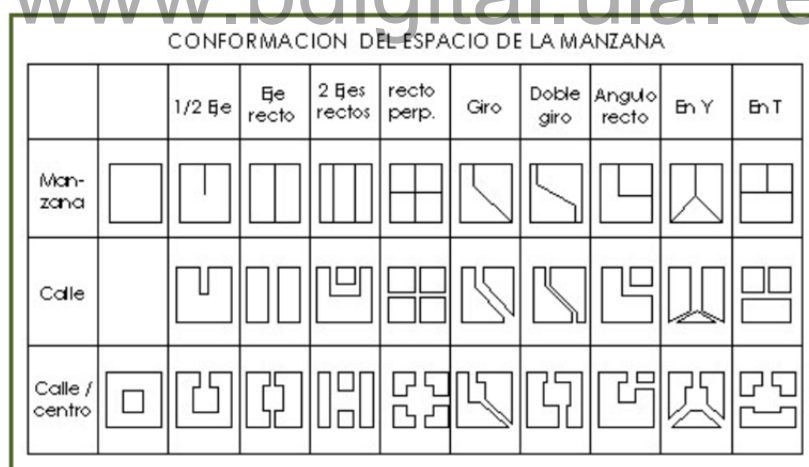 www.bdigital.ula.ve
CONFORMACION DEL ESPACIO DE LA MANZANA
1/2 Eje
Eje
recto
2 Ejes
rectos
recto
perp.
Giro
Doble
giro
Angulo
recto
En Y
En T
Man-
zana
Calle
Calle /
centro